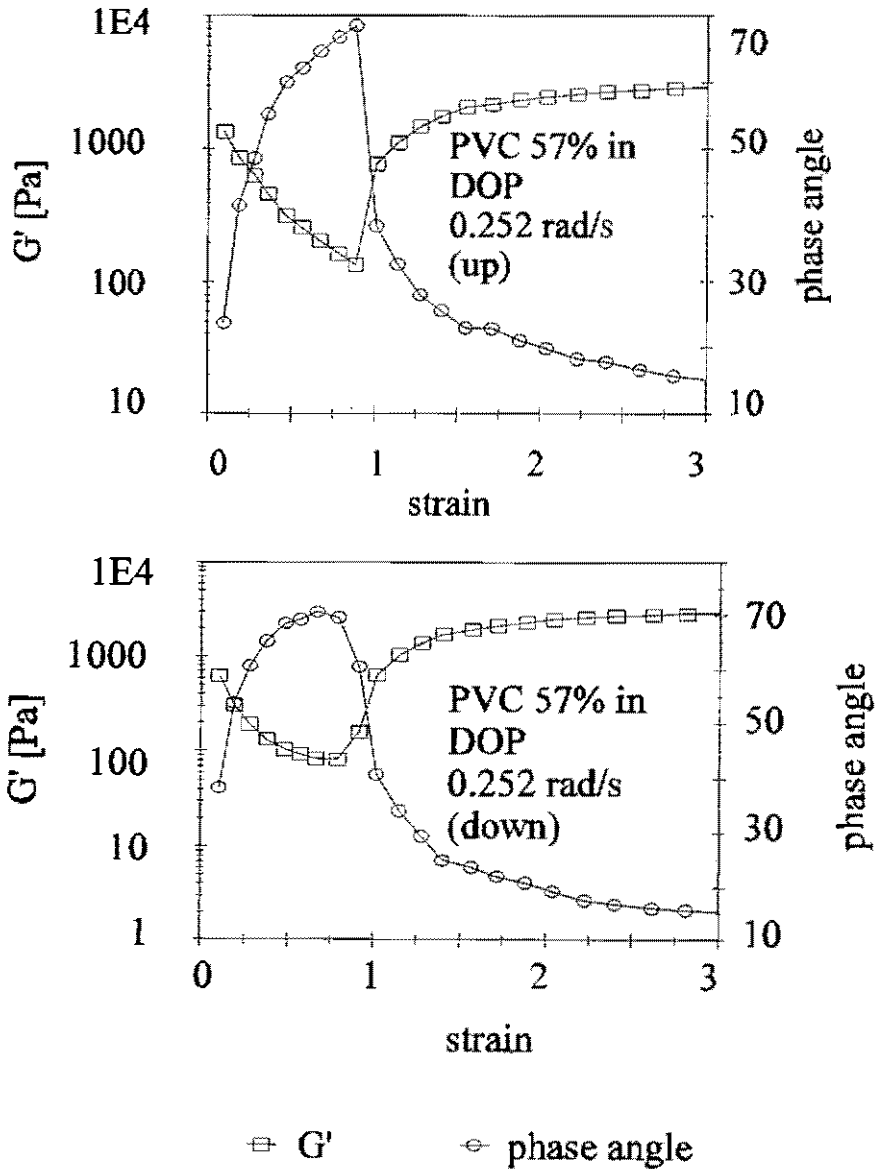 1E4
1000
100
10
G' [Pa]
70
50
30
10
phase angle
PVC 57% in
DOP
0.252 rad/s
(up)
0 1 2 3
strain
1E4
1000
100
10
1
G' [Pa]
70
50
30
10
phase angle
PVC 57% in
DOP
0.252 rad/s
(down)
0 1 2 3
strain
G' phase angle